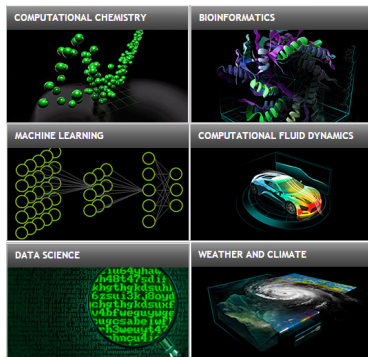 COMPUTATIONAL CHEMISTRY
BIOINFORMATICS
MACHINE LEARNING
COMPUTATIONAL FLUID DYNAMICS
DATA SCIENCE
WEATHER AND CLIMATE